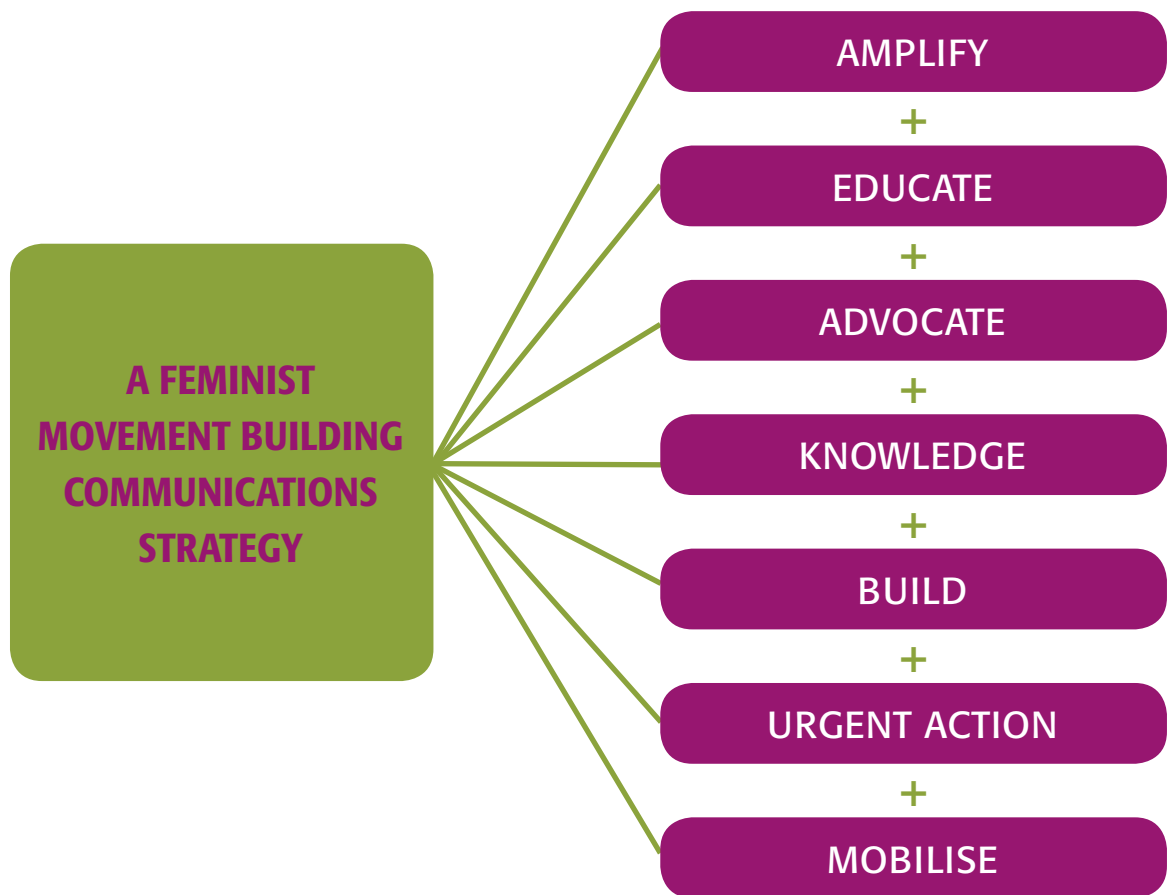 A FEMINIST
MOVEMENT BUILDING
COMMUNICATIONS
STRATEGY
AMPLIFY
+
EDUCATE
+
ADVOCATE
+
KNOWLEDGE
+
BUILD
+
URGENT ACTION
+
MOBILISE